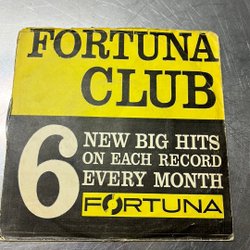 FORTUNA
CLUB
6
NEW BIG HITS
ON EACH RECORD
EVERY MONTH
FORTUNA